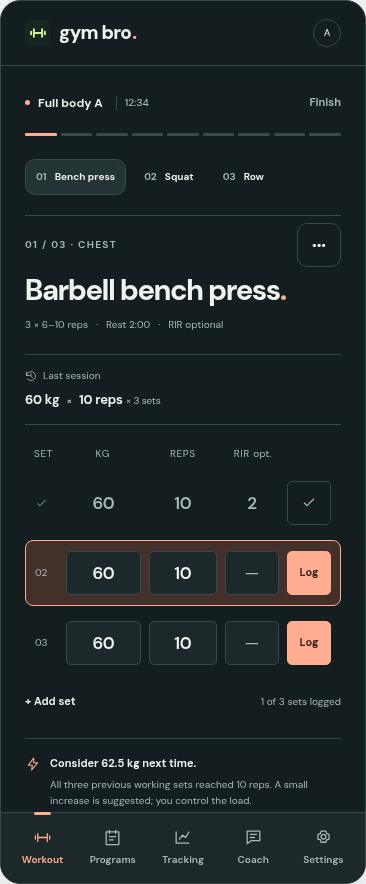 gym bro.
A
Full body A 12:34 Finish
01 Bench press 02 Squat 03 Row
01 / 03 · CHEST
Barbell bench press.
3 × 6–10 reps · Rest 2:00 · RIR optional
Last session
60 kg × 10 reps × 3 sets
SET KG REPS RIR opt.
60 10 2
02 60 10 — Log
03 60 10 — Log
+ Add set 1 of 3 sets logged
Consider 62.5 kg next time.
All three previous working sets reached 10 reps. A small
increase is suggested; you control the load.
Workout Programs Tracking Coach Settings